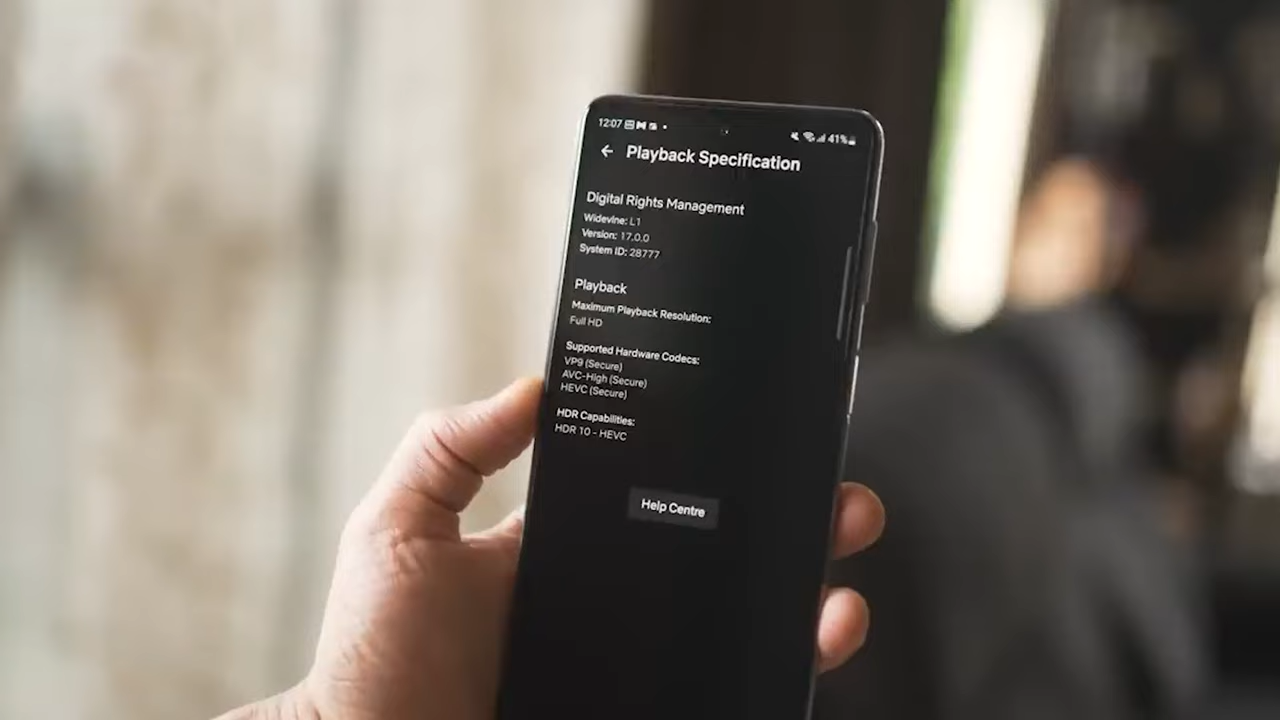 12:07
41%
Playback Specification
Digital Rights Management
Widevine: L1
Version: 17.0.0
System ID: 28777
Playback
Maximum Playback Resolution:
Full HD
Supported Hardware Codecs:
VP9 (Secure)
AVC-High (Secure)
HEVC (Secure)
HDR Capabilities:
HDR 10 - HEVC
Help Centre